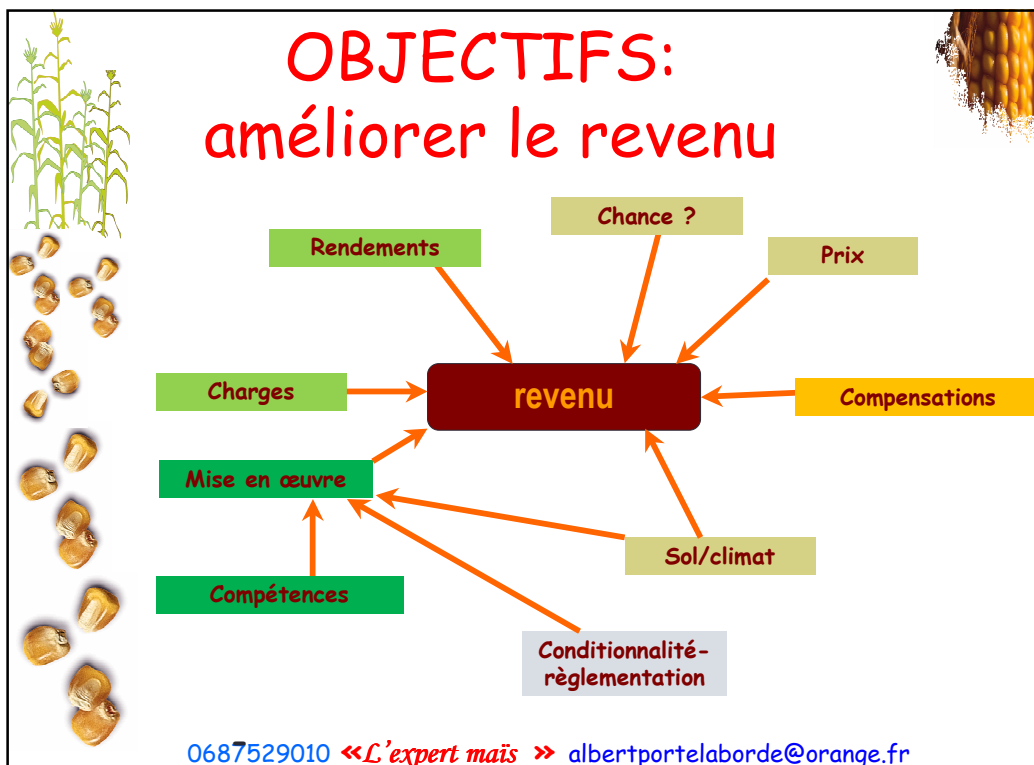 OBJECTIFS:
améliorer le revenu
Chance ?
Rendements
Prix
Charges
revenu
Compensations
Mise en œuvre
Sol/climat
Compétences
Conditionnalité-
règlementation
0687529010 «L'expert maïs » albertportelaborde@orange.fr